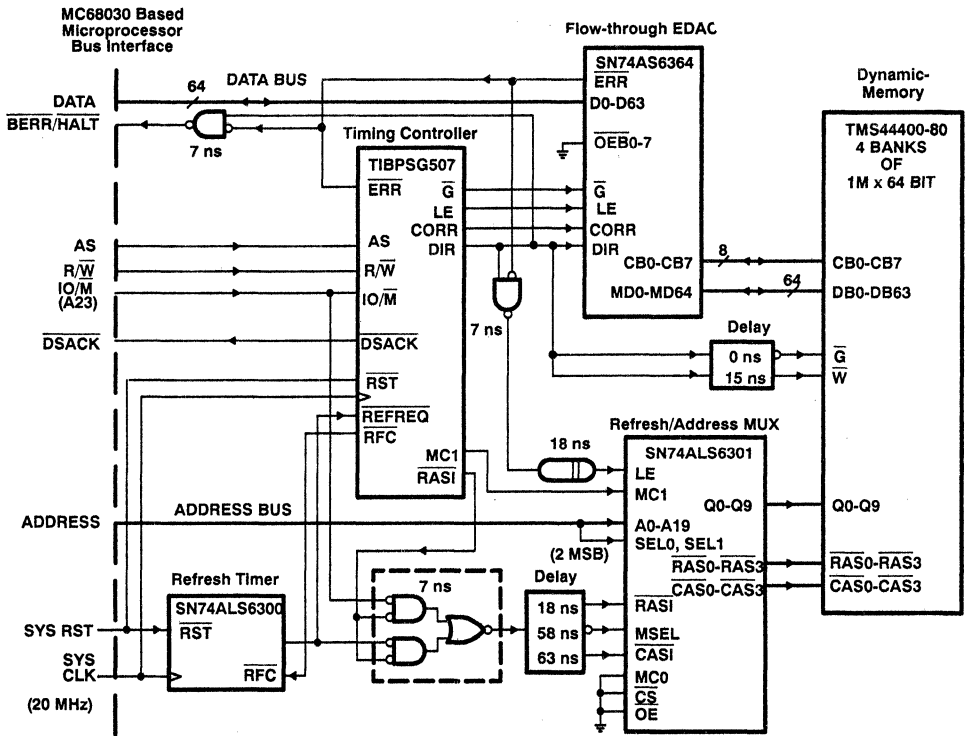 MC68030 Based
Microprocessor
Bus Interface
Flow-through EDAC
SN74AS6364
ERR
D0-D63
OEB0-7
G
LE
CORR
DIR
CB0-CB7
MD0-MD64
64
DATA BUS
DATA
BERR/HALT
7 ns
Timing Controller
TIBPSG507
ERR
G
LE
CORR
DIR
AS
R/W
IO/M
DSACK
RST
REFREQ
RFC
MC1
RASI
AS
R/W
IO/M
(A23)
DSACK
7 ns
Dynamic-
Memory
TMS44400-80
4 BANKS
OF
1M x 64 BIT
8
CB0-CB7
64
DB0-DB63
G
W
Q0-Q9
RAS0-RAS3
CAS0-CAS3
Delay
0 ns
15 ns
Refresh/Address MUX
SN74ALS6301
18 ns
LE
MC1
Q0-Q9
A0-A19
SEL0, SEL1
RAS0-RAS3
CAS0-CAS3
RASI
MSEL
CASI
MC0
CS
OE
ADDRESS
ADDRESS BUS
(2 MSB)
Refresh Timer
SN74ALS6300
RST
RFC
7 ns
Delay
18 ns
58 ns
63 ns
SYS RST
SYS
CLK
(20 MHz)